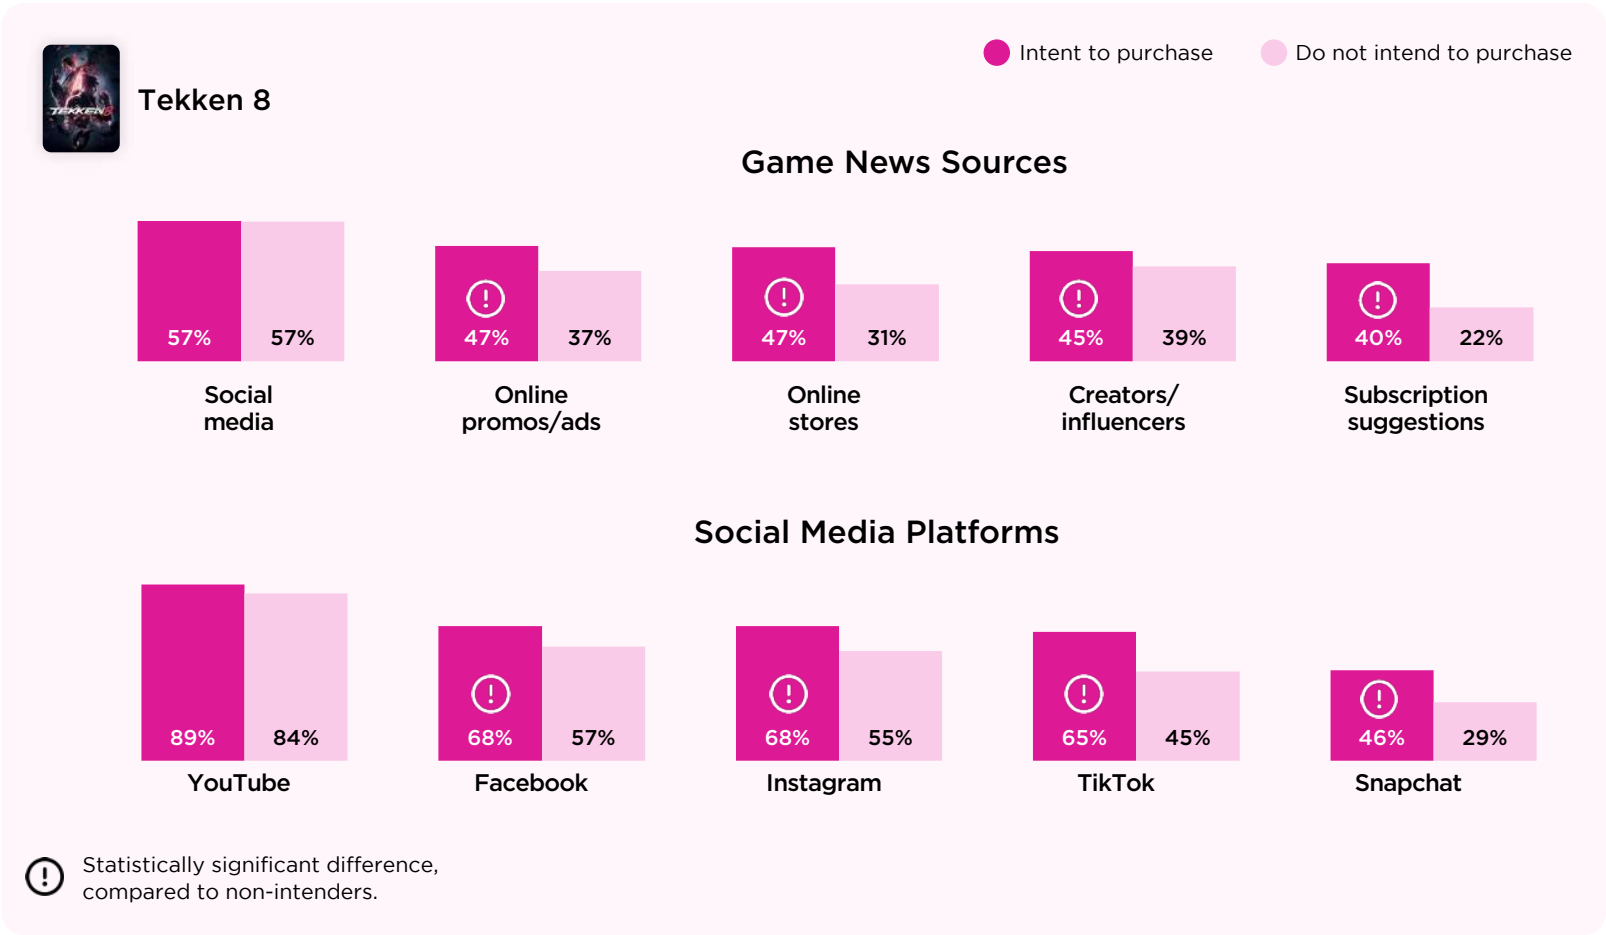 Intent to purchase
Do not intend to purchase
TEKKEN 8
Tekken 8
Game News Sources
57%
57%
47%
37%
47%
31%
45%
39%
40%
22%
Social
media
Online
promos/ads
Online
stores
Creators/
influencers
Subscription
suggestions
Social Media Platforms
89%
84%
68%
57%
68%
55%
65%
45%
46%
29%
YouTube
Facebook
Instagram
TikTok
Snapchat
Statistically significant difference,
compared to non-intenders.